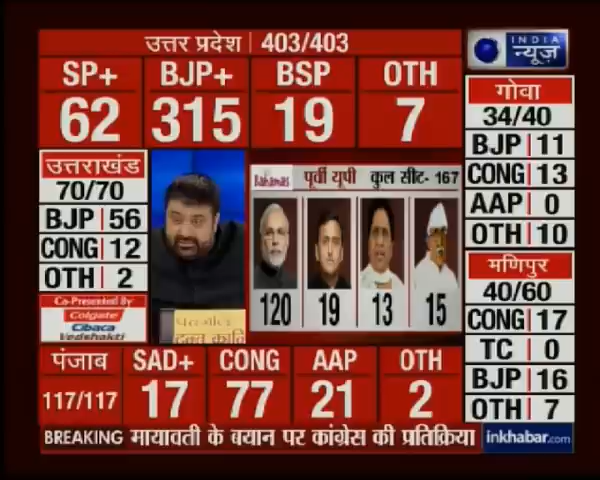 उत्तर प्रदेश | 403/403
SP+ BJP+ BSP OTH
62 315 19 7
INDIA
न्यूज़
गोवा
34/40
BJP 11
CONG 13
AAP 0
OTH 10
उत्तराखंड
70/70
BJP 56
CONG 12
OTH 2
Bahamas पूर्वी यूपी कुल सीट- 167
120 19 13 15
मणिपुर
40/60
CONG 17
TC 0
BJP 16
OTH 7
Co-Presented By
Colgate
Cibaca
Vedshakti
पंजाब SAD+ CONG AAP OTH
117/117 17 77 21 2
BREAKING मायावती के बयान पर कांग्रेस की प्रतिक्रिया
inkhabar.com